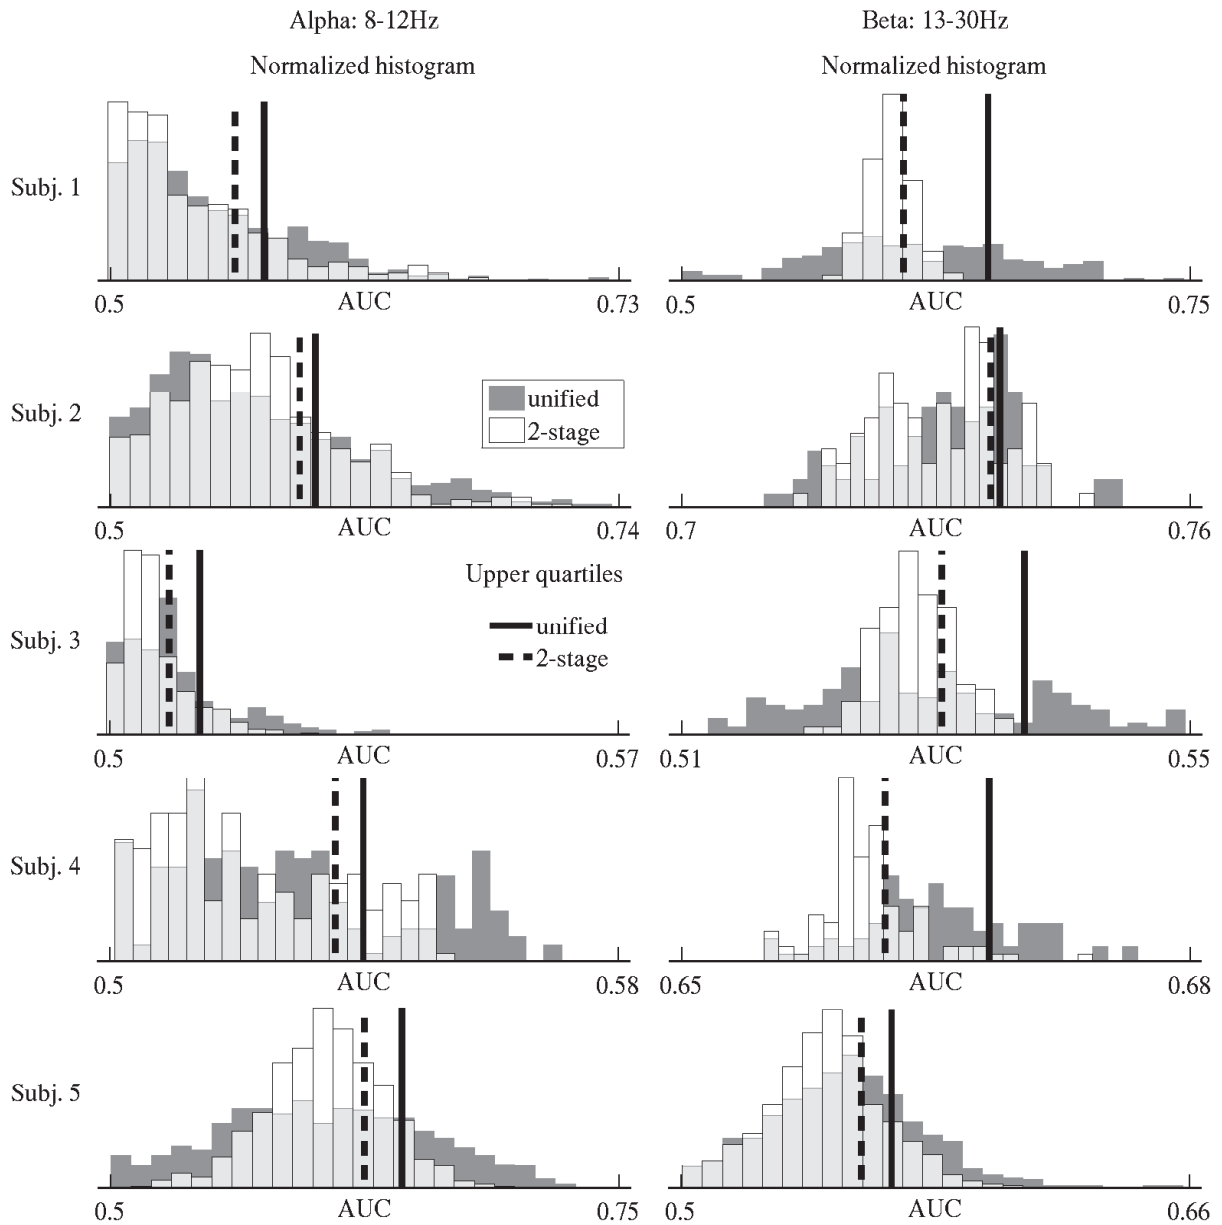 Alpha: 8-12Hz
Beta: 13-30Hz
Normalized histogram
Normalized histogram
Subj. 1
0.5
AUC
0.73
0.5
AUC
0.75
Subj. 2
unified
2-stage
0.5
AUC
0.74
0.7
AUC
0.76
Subj. 3
Upper quartiles
unified
2-stage
0.5
AUC
0.57
0.51
AUC
0.55
Subj. 4
0.5
AUC
0.58
0.65
AUC
0.68
Subj. 5
0.5
AUC
0.75
0.5
AUC
0.66